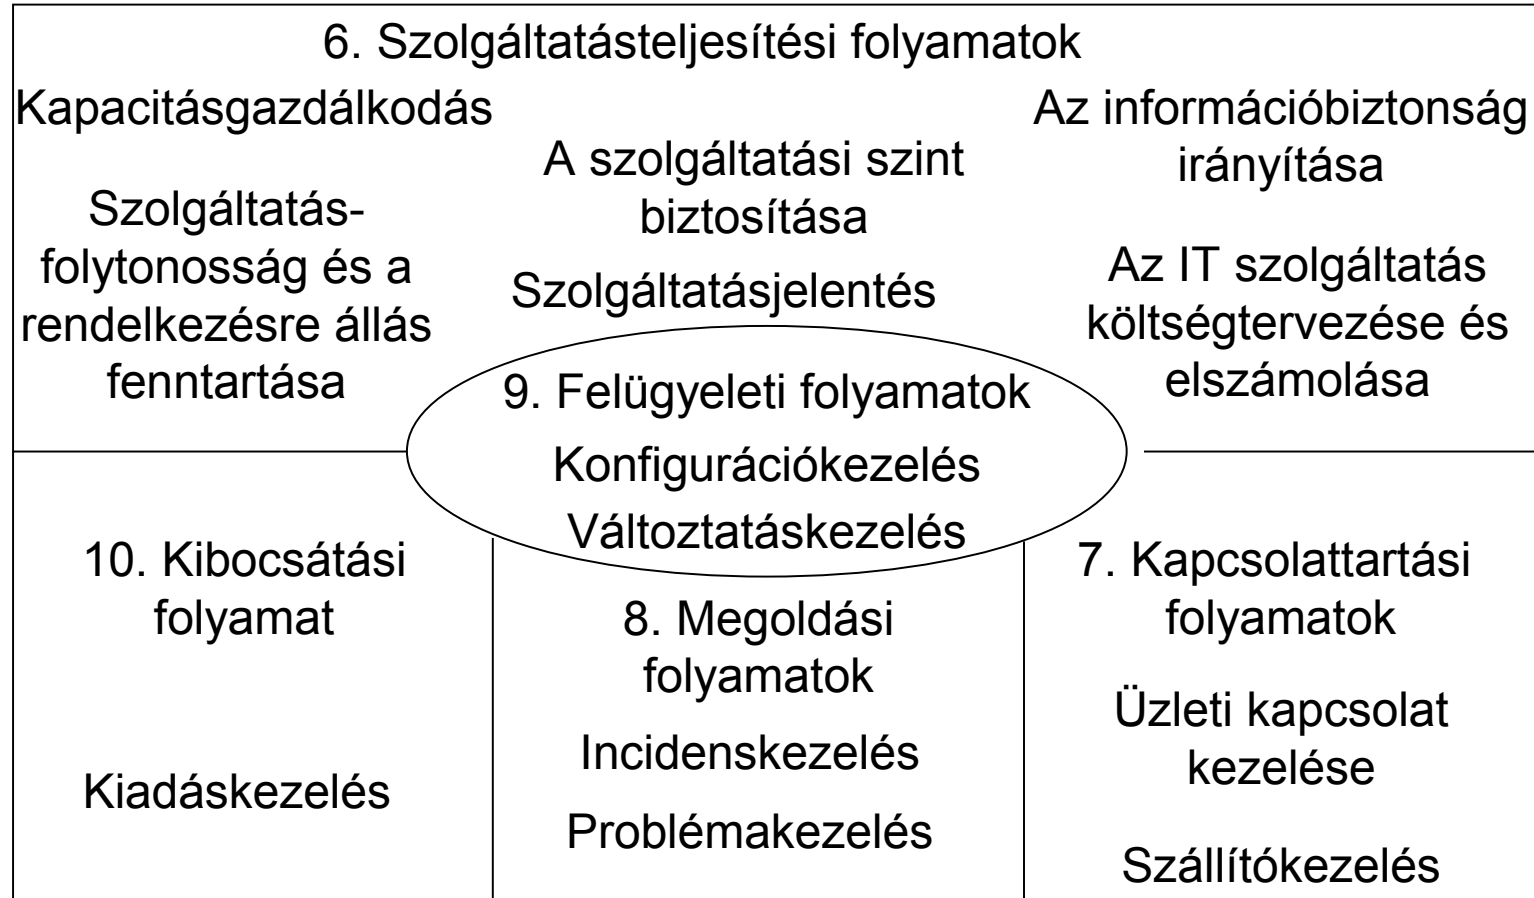 6. Szolgáltatásteljesítési folyamatok
Kapacitásgazdálkodás
Szolgáltatás-
folytonosság és a
rendelkezésre állás
fenntartása
A szolgáltatási szint
biztosítása
Szolgáltatásjelentés
Az információbiztonság
irányítása
Az IT szolgáltatás
költségtervezése és
elszámolása
9. Felügyeleti folyamatok
Konfigurációkezelés
Változtatáskezelés
10. Kibocsátási
folyamat
Kiadáskezelés
8. Megoldási
folyamatok
Incidenskezelés
Problémakezelés
7. Kapcsolattartási
folyamatok
Üzleti kapcsolat
kezelése
Szállítókezelés